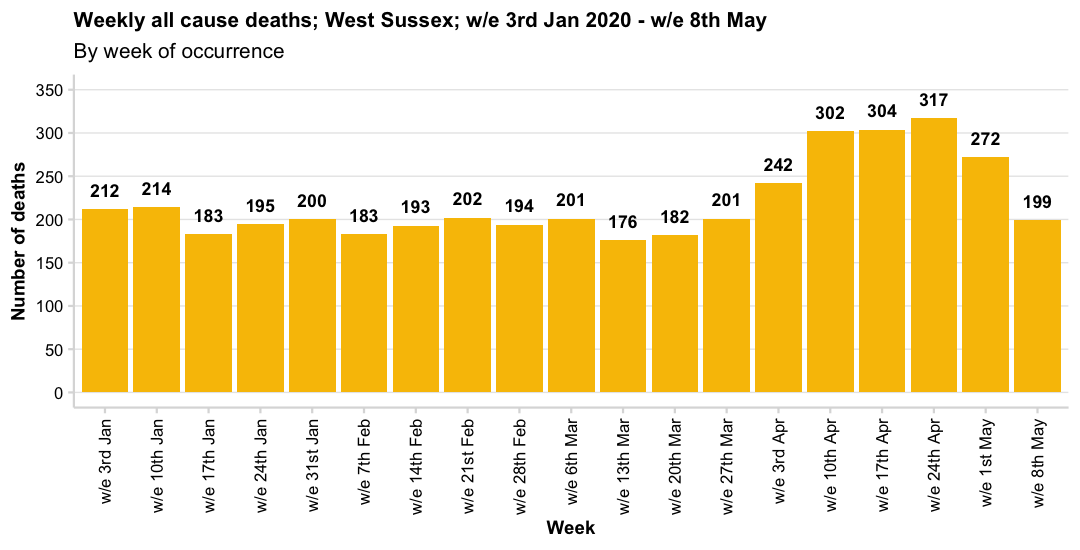 Weekly all cause deaths; West Sussex; w/e 3rd Jan 2020 - w/e 8th May
By week of occurrence
Number of deaths
350
300
250
200
150
100
50
0
212
214
183
195
200
183
193
202
194
201
176
182
201
242
302
304
317
272
199
w/e 3rd Jan
w/e 10th Jan
w/e 17th Jan
w/e 24th Jan
w/e 31st Jan
w/e 7th Feb
w/e 14th Feb
w/e 21st Feb
w/e 28th Feb
w/e 6th Mar
w/e 13th Mar
w/e 20th Mar
w/e 27th Mar
w/e 3rd Apr
w/e 10th Apr
w/e 17th Apr
w/e 24th Apr
w/e 1st May
w/e 8th May
Week